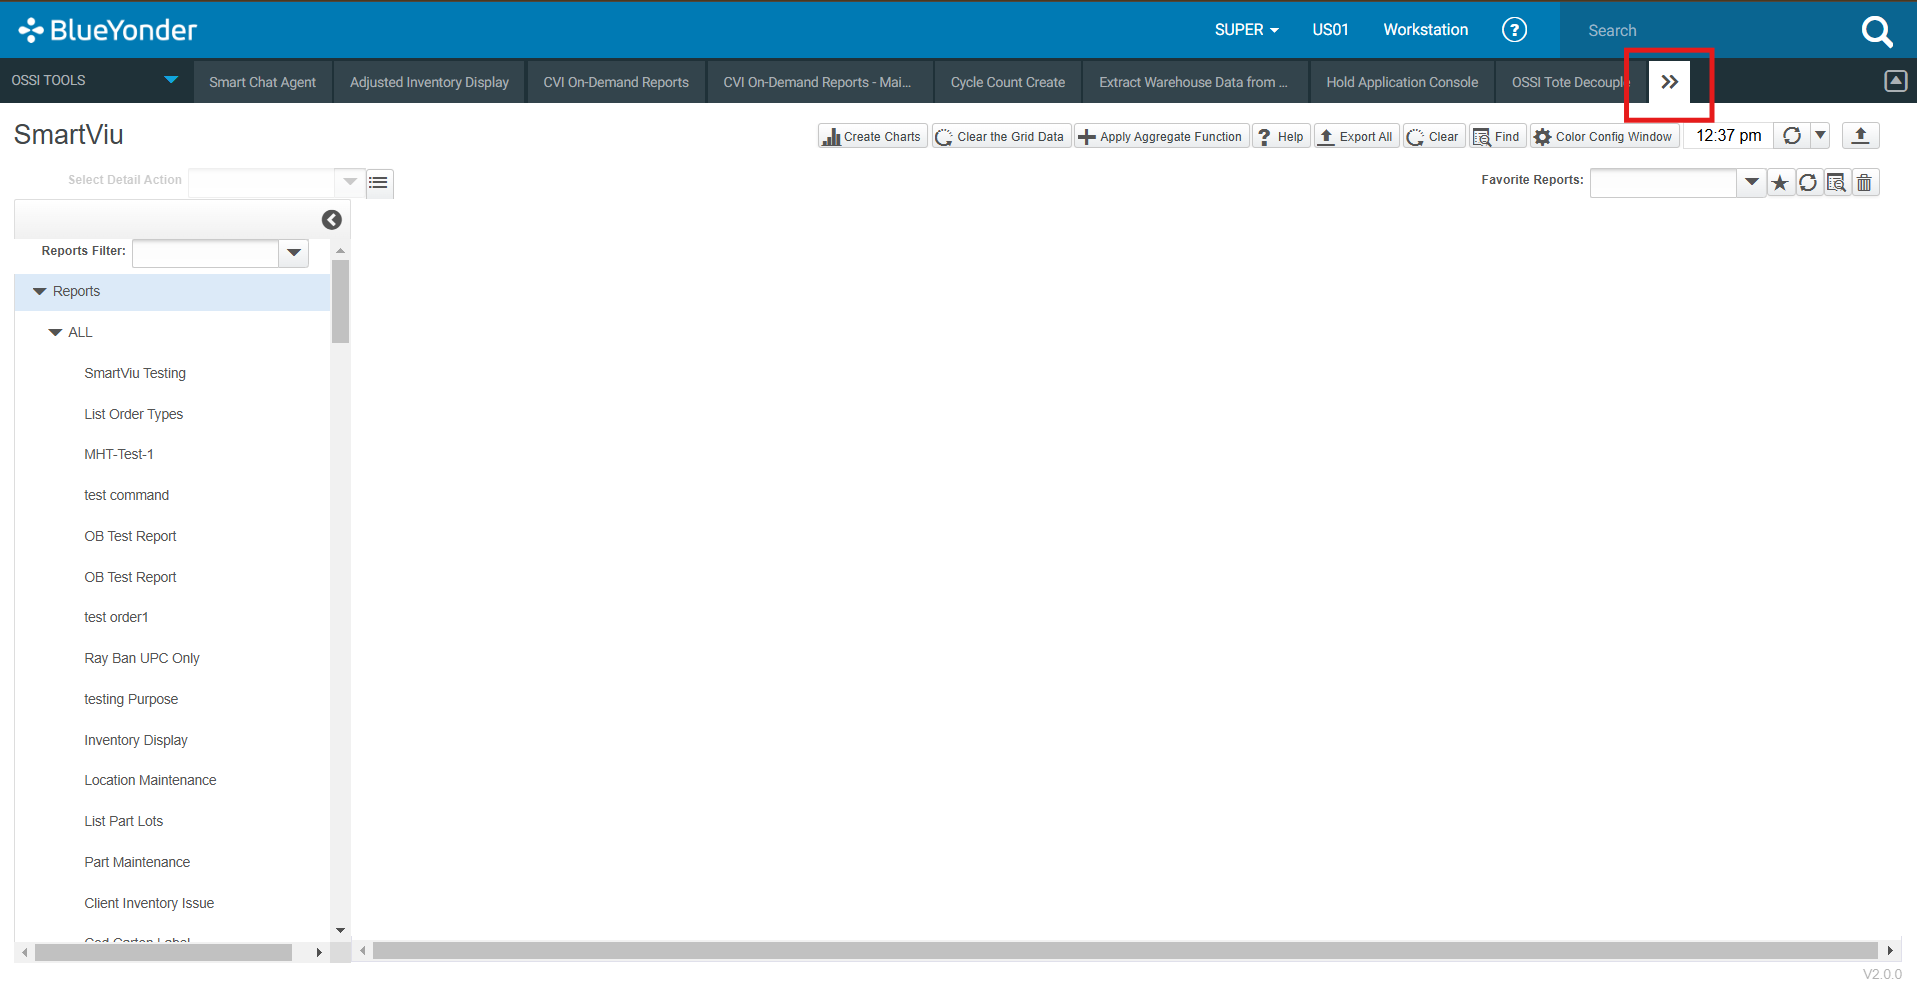 BlueYonder
SUPER
US01
Workstation
?
Search
OSSI TOOLS
Smart Chat Agent
Adjusted Inventory Display
CVI On-Demand Reports
CVI On-Demand Reports - Mai...
Cycle Count Create
Extract Warehouse Data from ...
Hold Application Console
OSSI Tote Decouple
SmartViu
Create Charts
Clear the Grid Data
Apply Aggregate Function
? Help
Export All
Clear
Find
Color Config Window
12:37 pm
Select Detail Action
Favorite Reports:
Reports Filter:
Reports
ALL
SmartViu Testing
List Order Types
MHT-Test-1
test command
OB Test Report
OB Test Report
test order1
Ray Ban UPC Only
testing Purpose
Inventory Display
Location Maintenance
List Part Lots
Part Maintenance
Client Inventory Issue
V2.0.0